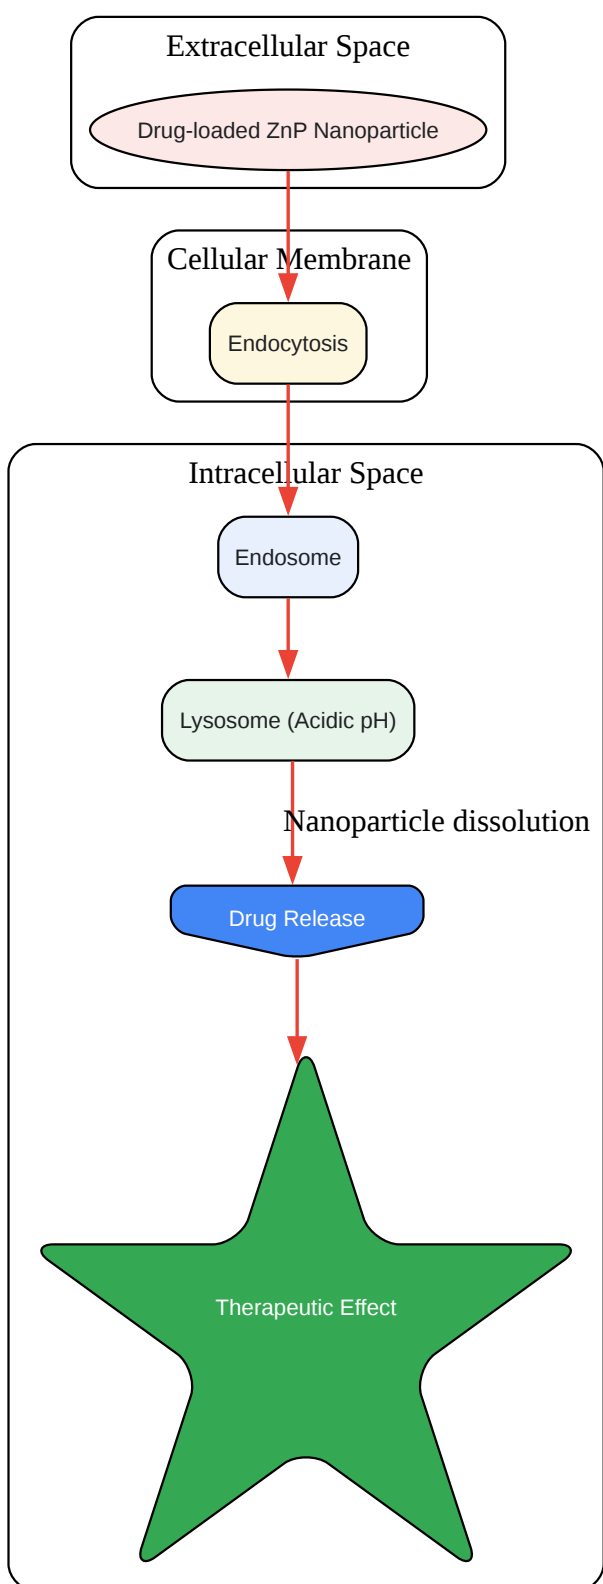 Extracellular Space
Drug-loaded ZnP Nanoparticle
Cellular Membrane
Endocytosis
Intracellular Space
Endosome
Lysosome (Acidic pH)
Nanoparticle dissolution
Drug Release
Therapeutic Effect